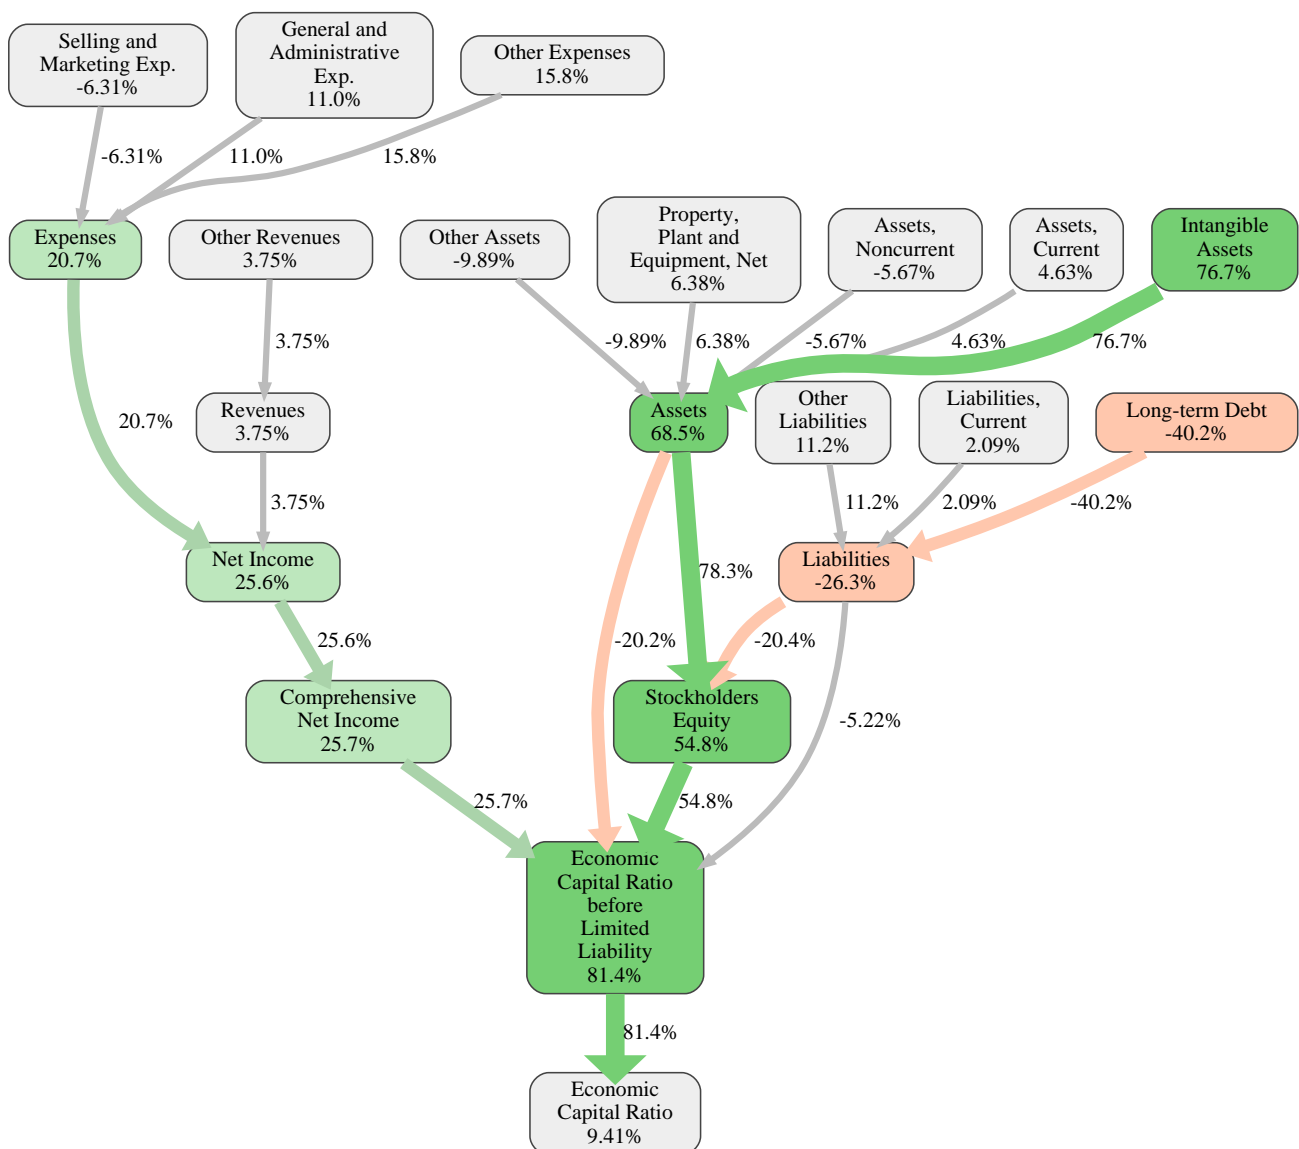 Selling and
Marketing Exp.
-6.31%
General and
Administrative
Exp.
11.0%
Other Expenses
15.8%
-6.31%
11.0%
15.8%
Expenses
20.7%
Other Revenues
3.75%
Other Assets
-9.89%
Property,
Plant and
Equipment, Net
6.38%
Assets,
Noncurrent
-5.67%
Assets,
Current
4.63%
Intangible
Assets
76.7%
3.75%
-9.89%
6.38%
-5.67%
4.63%
76.7%
20.7%
Revenues
3.75%
Assets
68.5%
Other
Liabilities
11.2%
Liabilities,
Current
2.09%
Long-term Debt
-40.2%
3.75%
11.2%
2.09%
-40.2%
Net Income
25.6%
78.3%
Liabilities
-26.3%
25.6%
-20.2%
-20.4%
Comprehensive
Net Income
25.7%
Stockholders
Equity
54.8%
-5.22%
25.7%
54.8%
Economic
Capital Ratio
before
Limited
Liability
81.4%
81.4%
Economic
Capital Ratio
9.41%